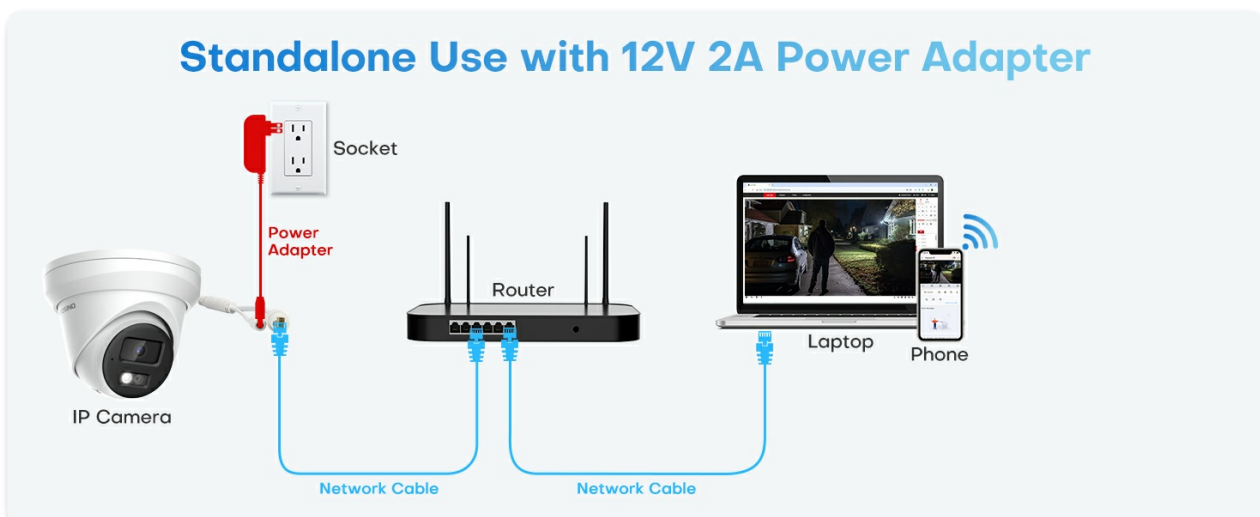 Standalone Use with 12V 2A Power Adapter
Socket
Power
Adapter
Router
IP Camera
Laptop
Phone
Network Cable
Network Cable